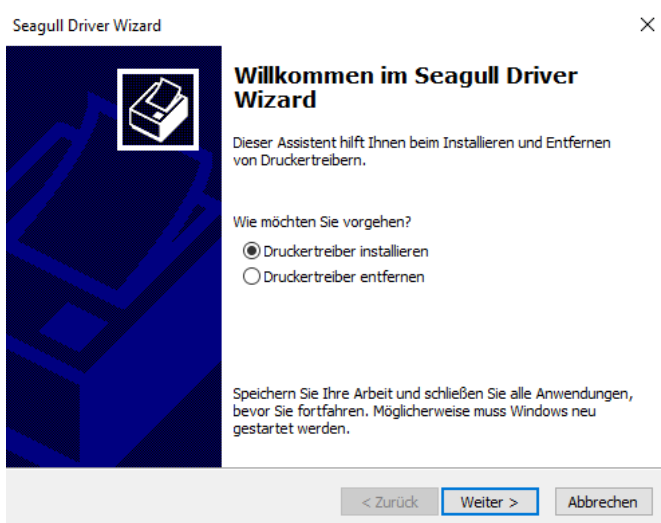 Seagull Driver Wizard
Willkommen im Seagull Driver
Wizard
Dieser Assistent hilft Ihnen beim Installieren und Entfernen
von Druckertreibern.
Wie möchten Sie vorgehen?
Druckertreiber installieren
Druckertreiber entfernen
Speichern Sie Ihre Arbeit und schließen Sie alle Anwendungen,
bevor Sie fortfahren. Möglicherweise muss Windows neu
gestartet werden.
< Zurück Weiter > Abbrechen